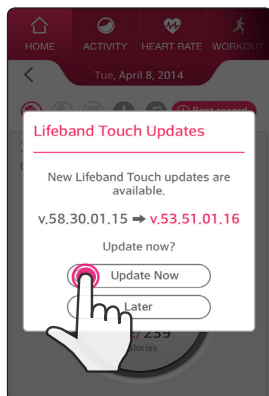 HOME ACTIVITY HEART RATE WORKOUT
Tue, April 8, 2014
Best record
Lifeband Touch Updates
New Lifeband Touch updates are
available.
v.58.30.01.15 ➡ v.53.51.01.16
Update now?
Update Now
Later
239